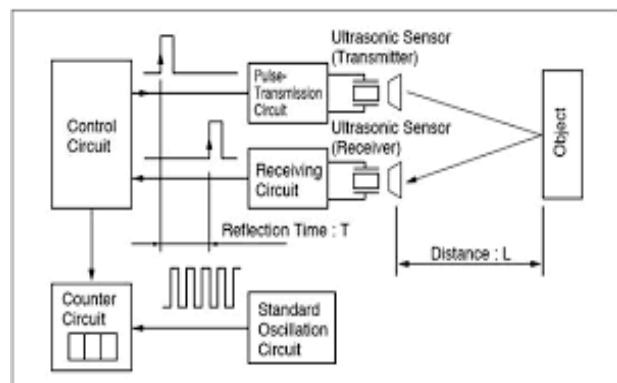 Ultrasonic Sensor
(Transmitter)
Pulse-
Transmission
Circuit
Control
Circuit
Ultrasonic Sensor
(Receiver)
Receiving
Circuit
Object
Reflection Time : T
Distance : L
Counter
Circuit
Standard
Oscillation
Circuit